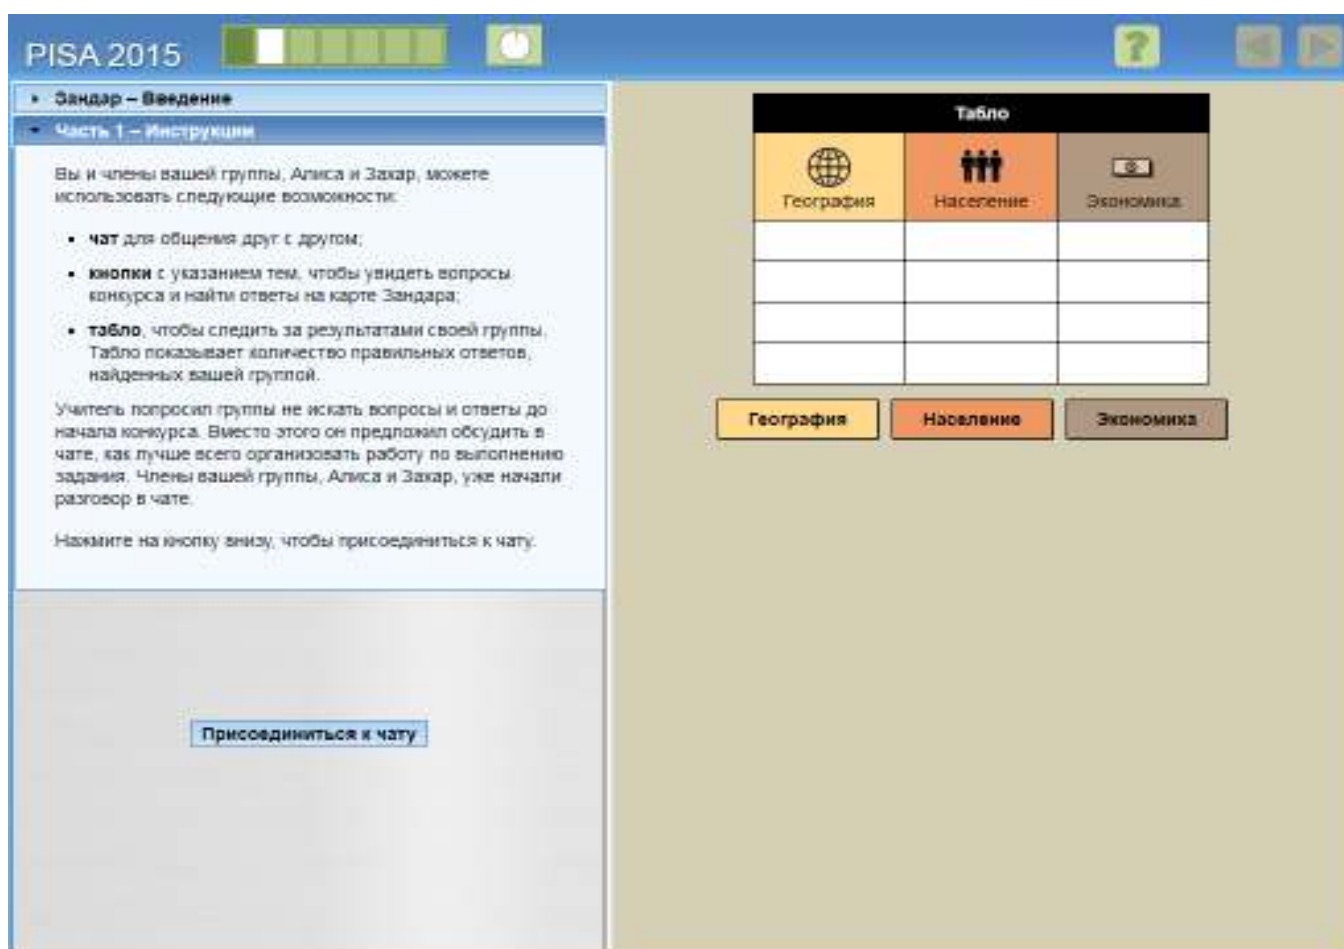 PISA 2015
?
Зандар – Введение
Часть 1 – Инструкции
Вы и члены вашей группы, Алиса и Захар, можете
использовать следующие возможности:
• чат для общения друг с другом;
• кнопки с указанием тем, чтобы увидеть вопросы
конкурса и найти ответы на карте Зандара;
• табло, чтобы следить за результатами своей группы.
Табло показывает количество правильных ответов,
найденных вашей группой.
Учитель попросил группы не искать вопросы и ответы до
начала конкурса. Вместо этого он предложил обсудить в
чате, как лучше всего организовать работу по выполнению
задания. Члены вашей группы, Алиса и Захар, уже начали
разговор в чате.
Нажмите на кнопку внизу, чтобы присоединиться к чату.
Присоединиться к чату
Табло
География Население Экономика
География Население Экономика